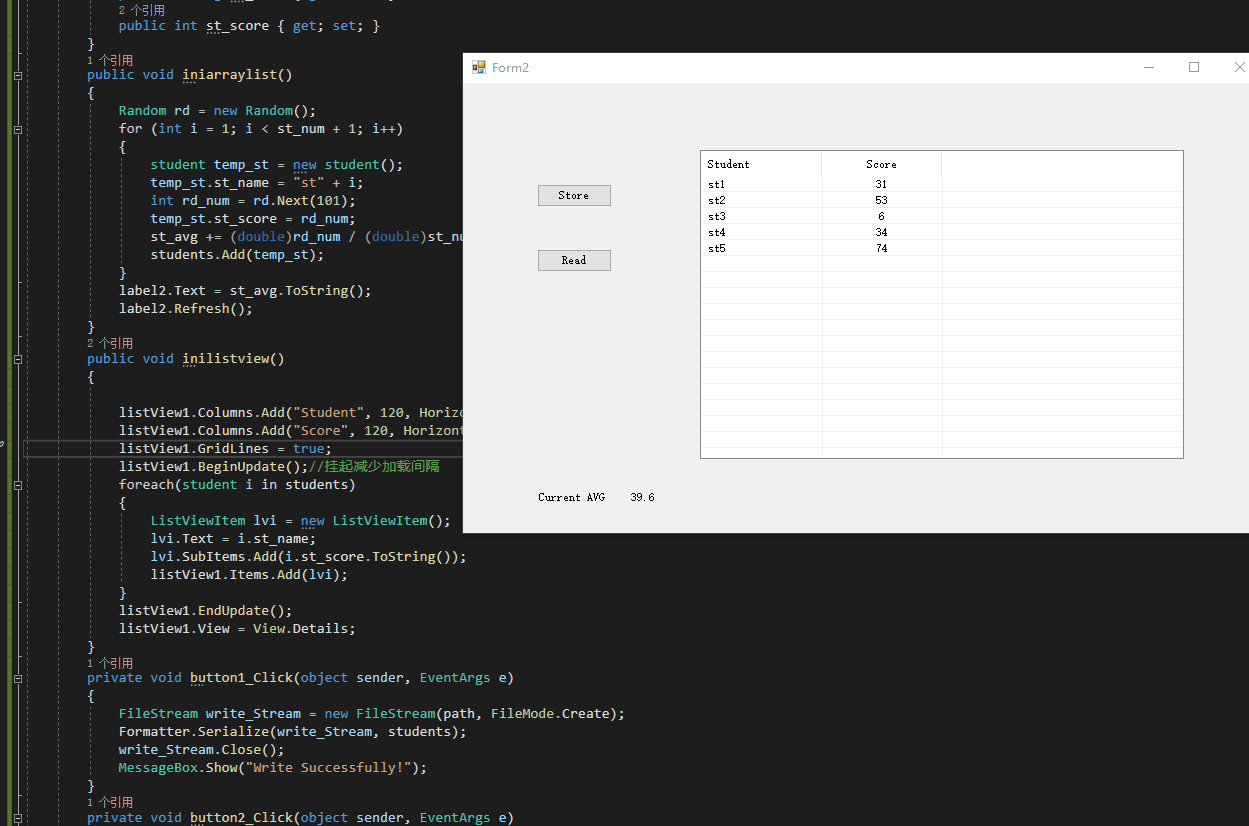 2 个引用
public int st_score { get; set; }
}
1 个引用
public void iniarraylist()
{
Random rd = new Random();
for (int i = 1; i < st_num + 1; i++)
{
student temp_st = new student();
temp_st.st_name = "st" + i;
int rd_num = rd.Next(101);
temp_st.st_score = rd_num;
st_avg += (double)rd_num / (double)st_nu
students.Add(temp_st);
}
label2.Text = st_avg.ToString();
label2.Refresh();
}
2 个引用
public void inilistview()
{
listView1.Columns.Add("Student", 120, Horizo
listView1.Columns.Add("Score", 120, Horizont
listView1.GridLines = true;
listView1.BeginUpdate();//挂起减少加载间隔
foreach(student i in students)
{
ListViewItem lvi = new ListViewItem();
lvi.Text = i.st_name;
lvi.SubItems.Add(i.st_score.ToString());
listView1.Items.Add(lvi);
}
listView1.EndUpdate();
listView1.View = View.Details;
}
1 个引用
private void button1_Click(object sender, EventArgs e)
{
FileStream write_Stream = new FileStream(path, FileMode.Create);
Formatter.Serialize(write_Stream, students);
write_Stream.Close();
MessageBox.Show("Write Successfully!");
}
1 个引用
private void button2_Click(object sender, EventArgs e)
Form2
Store
Read
Student Score
st1 31
st2 53
st3 6
st4 34
st5 74
Current AVG 39.6